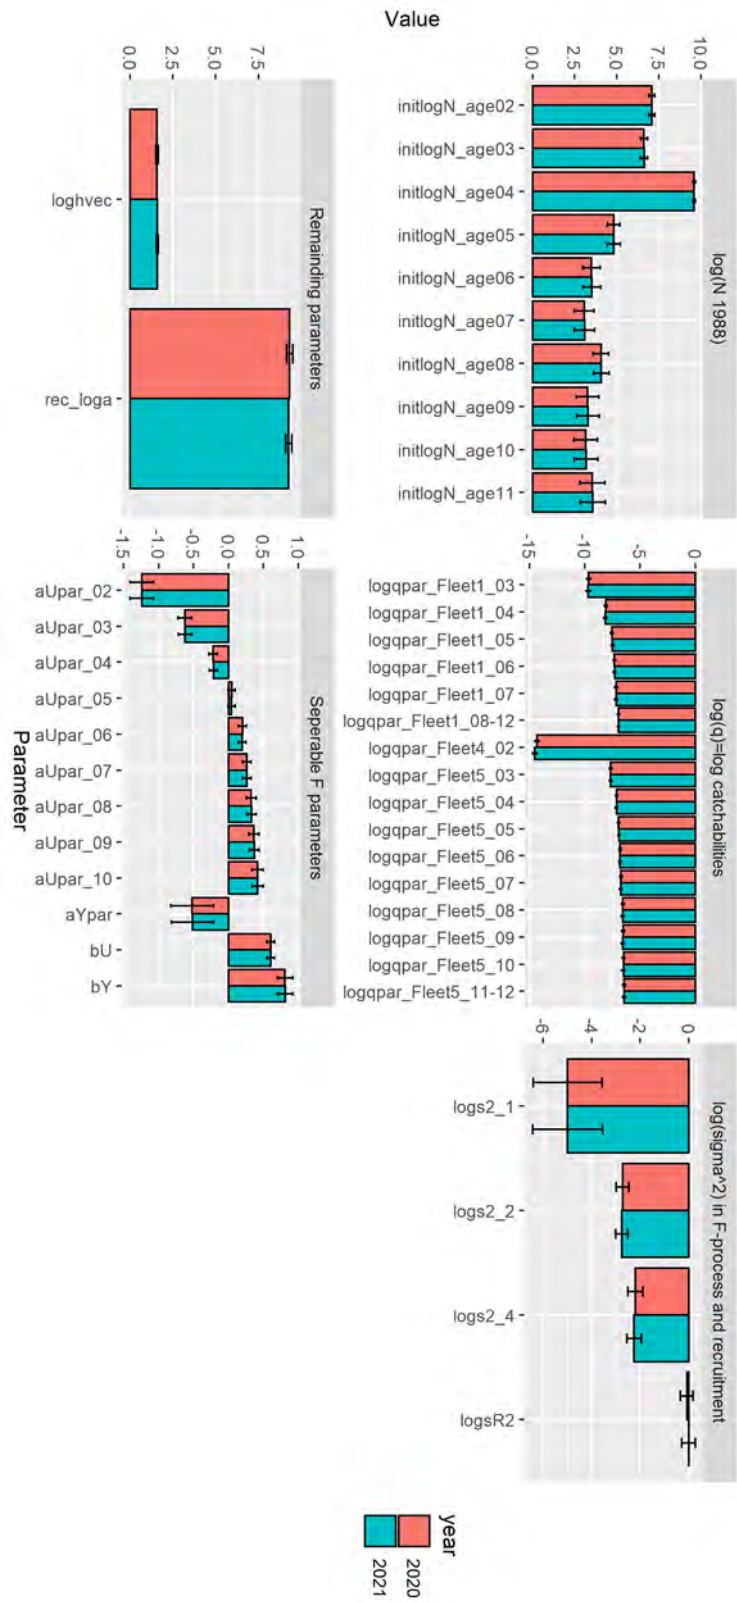 Value
log(N 1988)
10.0
7.5
5.0
2.5
0.0
initlogN_age02
initlogN_age03
initlogN_age04
initlogN_age05
initlogN_age06
initlogN_age07
initlogN_age08
initlogN_age09
initlogN_age10
initlogN_age11
log(q)=log catchabilities
0
-5
-10
-15
logqpar_Fleet1_03
logqpar_Fleet1_04
logqpar_Fleet1_05
logqpar_Fleet1_06
logqpar_Fleet1_07
logqpar_Fleet1_08-12
logqpar_Fleet4_02
logqpar_Fleet5_03
logqpar_Fleet5_04
logqpar_Fleet5_05
logqpar_Fleet5_06
logqpar_Fleet5_07
logqpar_Fleet5_08
logqpar_Fleet5_09
logqpar_Fleet5_10
logqpar_Fleet5_11-12
log(sigma^2) in F-process and recruitment
0
-2
-4
-6
logs2_1
logs2_2
logs2_4
logsR2
Remainding parameters
7.5
5.0
2.5
0.0
loghvec
rec_loga
Seperable F parameters
1.0
0.5
0.0
-0.5
-1.0
-1.5
aUpar_02
aUpar_03
aUpar_04
aUpar_05
aUpar_06
aUpar_07
aUpar_08
aUpar_09
aUpar_10
aYpar
bU
bY
Parameter
year
2020
2021